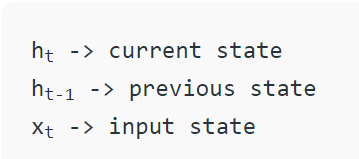 hₜ -> current state
hₜ₋₁ -> previous state
xₜ -> input state